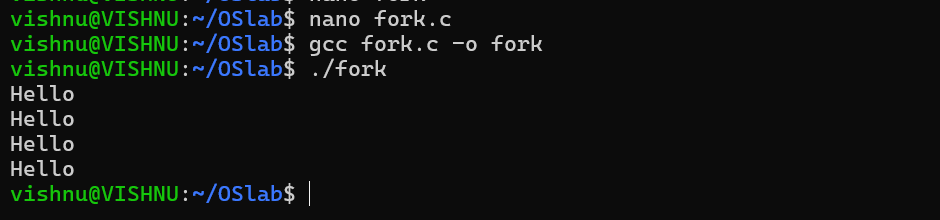 vishnu@VISHNU:~/OSlab$ nano fork.c
vishnu@VISHNU:~/OSlab$ gcc fork.c -o fork
vishnu@VISHNU:~/OSlab$ ./fork
Hello
Hello
Hello
Hello
vishnu@VISHNU:~/OSlab$